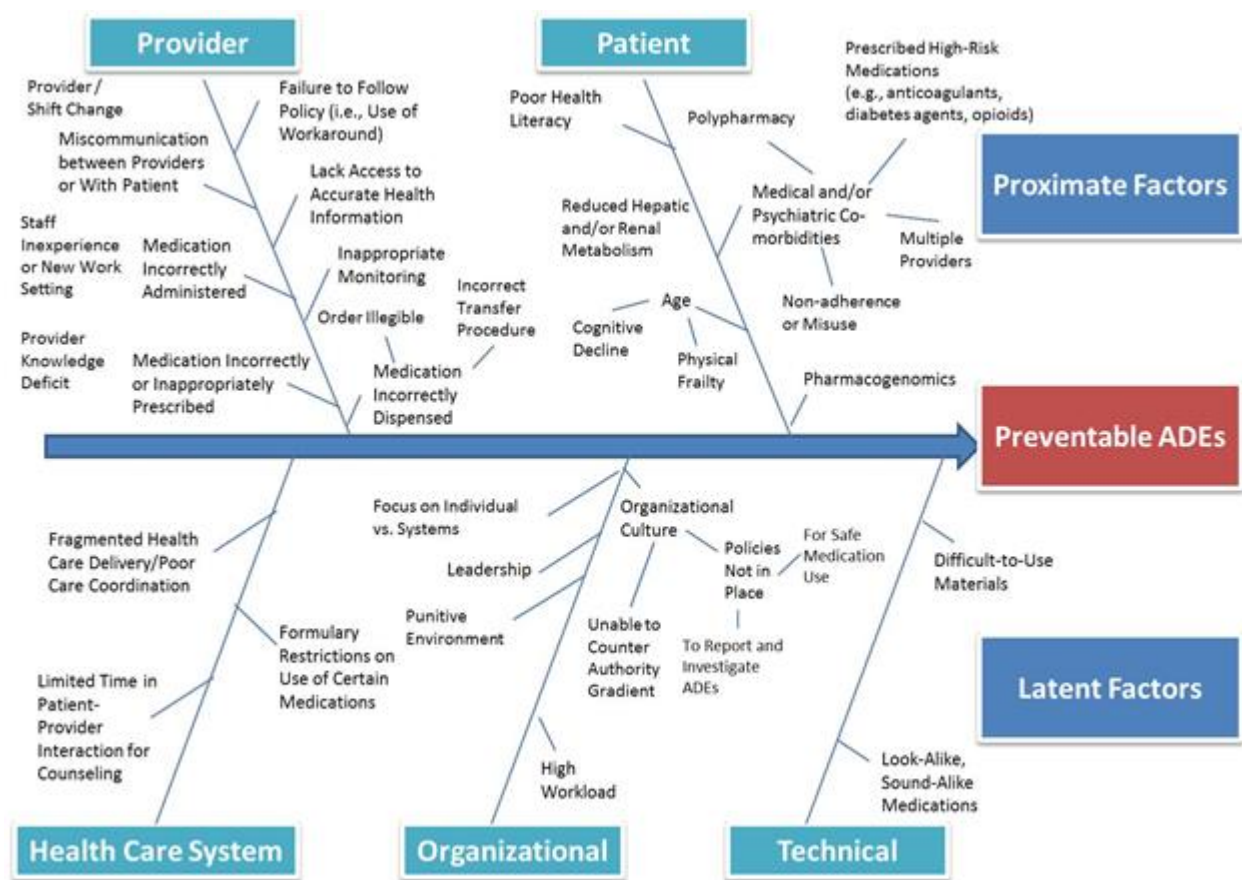 Provider
Patient
Provider /
Shift Change
Failure to Follow
Policy (i.e., Use of
Workaround)
Miscommunication
between Providers
or With Patient
Lack Access to
Accurate Health
Information
Staff
Inexperience
or New Work
Setting
Medication
Incorrectly
Administered
Inappropriate
Monitoring
Order Illegible
Incorrect
Transfer
Procedure
Provider
Knowledge
Deficit
Medication Incorrectly
or Inappropriately
Prescribed
Medication
Incorrectly
Dispensed
Poor Health
Literacy
Polypharmacy
Prescribed High-Risk
Medications
(e.g., anticoagulants,
diabetes agents, opioids)
Reduced Hepatic
and/or Renal
Metabolism
Medical and/or
Psychiatric Co-
morbidities
Multiple
Providers
Non-adherence
or Misuse
Age
Cognitive
Decline
Physical
Frailty
Pharmacogenomics
Proximate Factors
Preventable ADEs
Latent Factors
Fragmented Health
Care Delivery/Poor
Care Coordination
Formulary
Restrictions on
Use of Certain
Medications
Limited Time in
Patient-
Provider
Interaction for
Counseling
Focus on Individual
vs. Systems
Leadership
Punitive
Environment
Organizational
Culture
Policies
Not in
Place
For Safe
Medication
Use
Unable to
Counter
Authority
Gradient
To Report and
Investigate
ADEs
High
Workload
Difficult-to-Use
Materials
Look-Alike,
Sound-Alike
Medications
Health Care System
Organizational
Technical